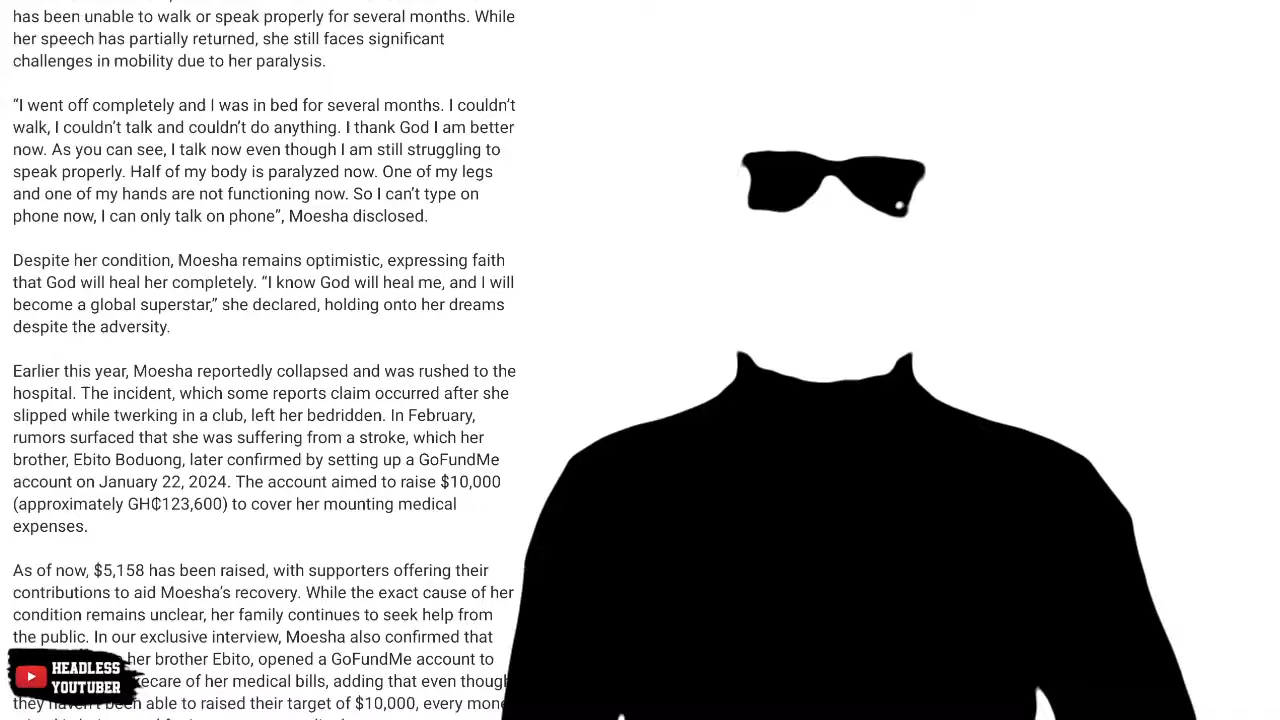 has been unable to walk or speak properly for several months. While
her speech has partially returned, she still faces significant
challenges in mobility due to her paralysis.
“I went off completely and I was in bed for several months. I couldn’t
walk, I couldn’t talk and couldn’t do anything. I thank God I am better
now. As you can see, I talk now even though I am still struggling to
speak properly. Half of my body is paralyzed now. One of my legs
and one of my hands are not functioning now. So I can’t type on
phone now, I can only talk on phone”, Moesha disclosed.
Despite her condition, Moesha remains optimistic, expressing faith
that God will heal her completely. “I know God will heal me, and I will
become a global superstar,” she declared, holding onto her dreams
despite the adversity.
Earlier this year, Moesha reportedly collapsed and was rushed to the
hospital. The incident, which some reports claim occurred after she
slipped while twerking in a club, left her bedridden. In February,
rumors surfaced that she was suffering from a stroke, which her
brother, Ebito Boduong, later confirmed by setting up a GoFundMe
account on January 22, 2024. The account aimed to raise $10,000
(approximately GH₵123,600) to cover her mounting medical
expenses.
As of now, $5,158 has been raised, with supporters offering their
contributions to aid Moesha’s recovery. While the exact cause of her
condition remains unclear, her family continues to seek help from
the public. In our exclusive interview, Moesha also confirmed that
her brother Ebito, opened a GoFundMe account to
of her medical bills, adding that even though
they haven’t been able to raised their target of $10,000, every
HEADLESS
YOUTUBER